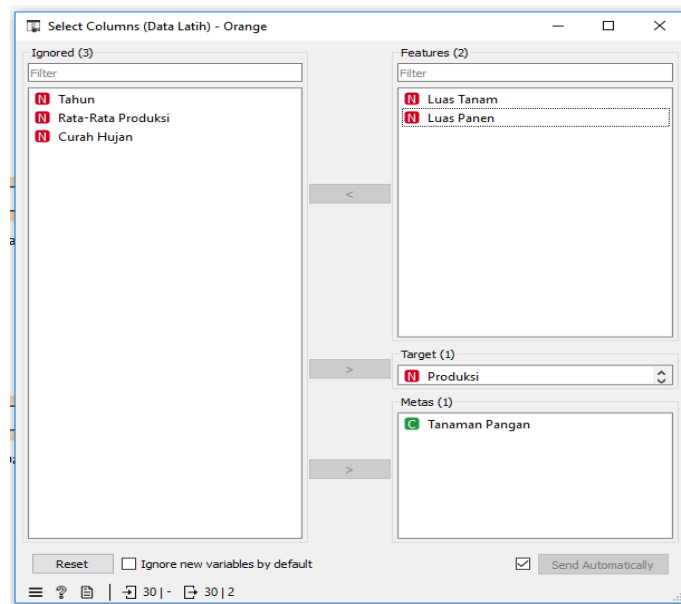 Select Columns (Data Latih) - Orange
Ignored (3)
Filter
N Tahun
N Rata-Rata Produksi
N Curah Hujan
<
>
>
Features (2)
Filter
N Luas Tanam
N Luas Panen
Target (1)
N Produksi
Metas (1)
C Tanaman Pangan
Reset
Ignore new variables by default
Send Automatically
? 30 | - 30 | 2